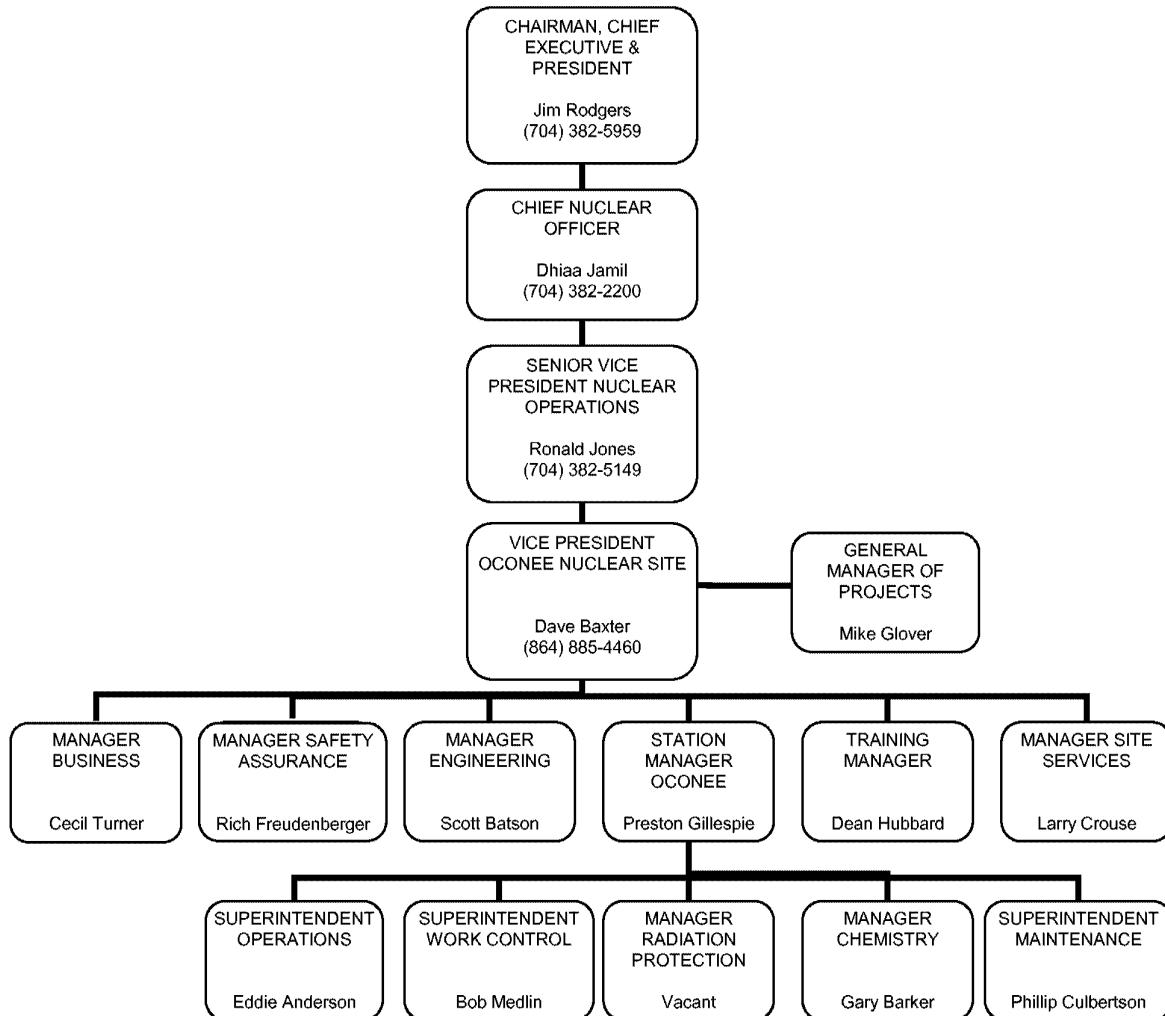 CHAIRMAN, CHIEF
EXECUTIVE &
PRESIDENT
Jim Rodgers
(704) 382-5959
CHIEF NUCLEAR
OFFICER
Dhiaa Jamil
(704) 382-2200
SENIOR VICE
PRESIDENT NUCLEAR
OPERATIONS
Ronald Jones
(704) 382-5149
VICE PRESIDENT
OCONEE NUCLEAR SITE
Dave Baxter
(864) 885-4460
GENERAL
MANAGER OF
PROJECTS
Mike Glover
MANAGER
BUSINESS
Cecil Turner
MANAGER SAFETY
ASSURANCE
Rich Freudenberger
MANAGER
ENGINEERING
Scott Batson
STATION
MANAGER
OCONEE
Preston Gillespie
TRAINING
MANAGER
Dean Hubbard
MANAGER SITE
SERVICES
Larry Crouse
SUPERINTENDENT
OPERATIONS
Eddie Anderson
SUPERINTENDENT
WORK CONTROL
Bob Medlin
MANAGER
RADIATION
PROTECTION
Vacant
MANAGER
CHEMISTRY
Gary Barker
SUPERINTENDENT
MAINTENANCE
Phillip Culbertson